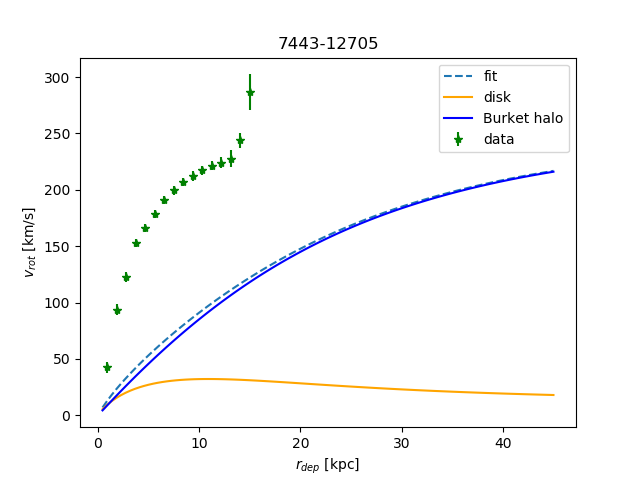 7443-12705
300
250
200
150
100
50
0
v_rot [km/s]
fit
disk
Burket halo
data
0 10 20 30 40
r_dep [kpc]